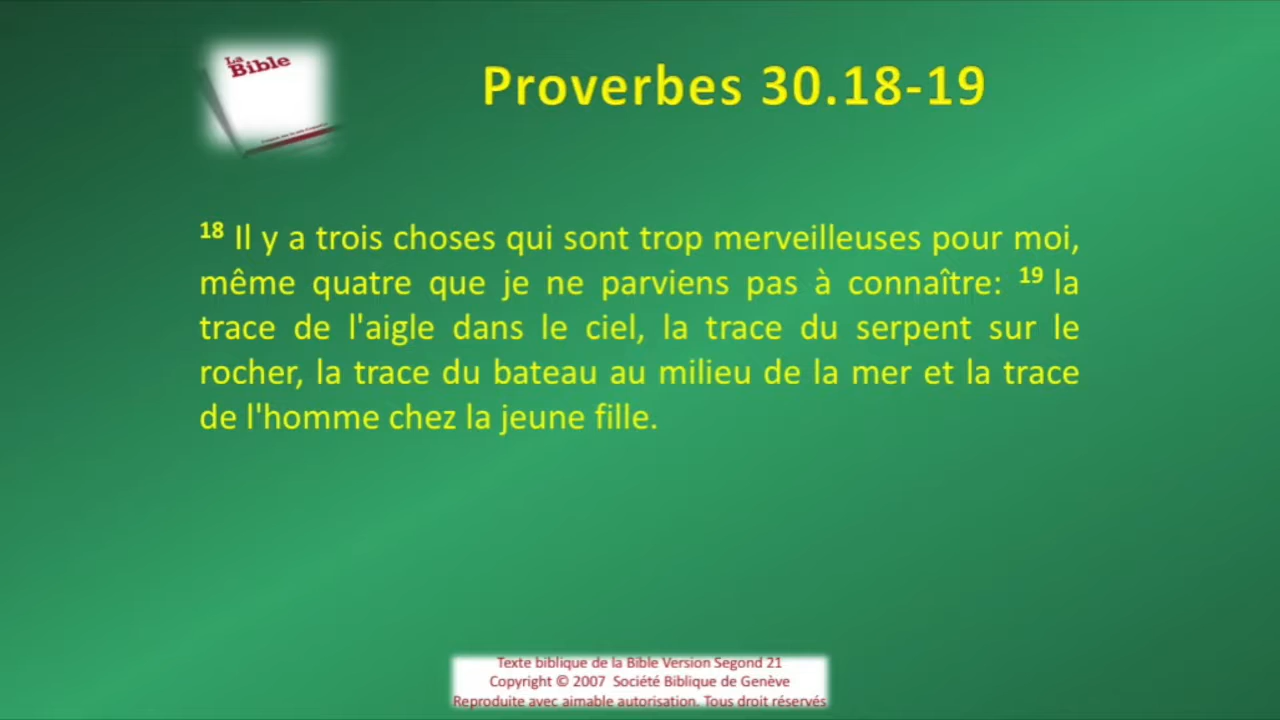 La
Bible
Proverbes 30.18-19
18 Il y a trois choses qui sont trop merveilleuses pour moi,
même quatre que je ne parviens pas à connaître: 19 la
trace de l'aigle dans le ciel, la trace du serpent sur le
rocher, la trace du bateau au milieu de la mer et la trace
de l'homme chez la jeune fille.
Texte biblique de la Bible Version Segond 21
Copyright © 2007 Société Biblique de Genève
Reproduite avec aimable autorisation. Tous droit réservés